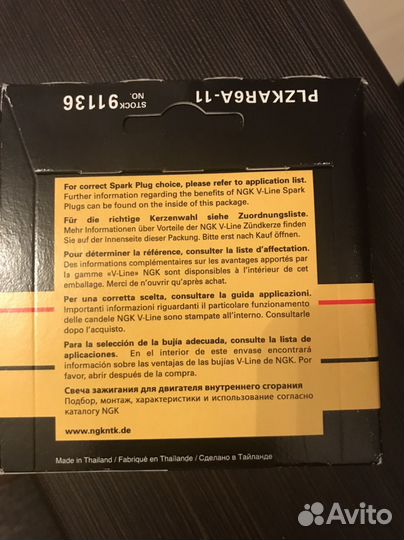 PLZKAR6A-11
STOCK NO. 91136
For correct Spark Plug choice, please refer to application list.
Further information regarding the benefits of NGK V-Line Spark
Plugs can be found on the inside of this package.
Für die richtige Kerzenwahl siehe Zuordnungsliste.
Mehr Informationen über Vorteile der NGK V-Line Zündkerze finden
Sie auf der Innenseite dieser Packung. Bitte erst nach Kauf öffnen.
Pour déterminer la référence, consulter la liste d'affectation.
Des informations complémentaires sur les avantages apportés par
la gamme «V-Line» NGK sont disponibles à l'intérieur de cet
emballage. Merci de n'ouvrir qu'après achat.
Per una corretta scelta, consultare la guida applicazioni.
Importanti informazioni riguardanti il particolare funzionamento
delle candele NGK V-Line sono stampate all'interno. Consultarle
dopo l'acquisto.
Para la selección de la bujía adecuada, consulte la lista de
aplicaciones. En el interior de este envase encontrará
información sobre las ventajas de las bujías V-Line de NGK. Por
favor, abrir después de la compra.
Свеча зажигания для двигателя внутреннего сгорания
Подбор, монтаж, характеристики и использование согласно
каталогу NGK
www.ngkntk.de
Made in Thailand / Fabriqué en Thaïlande / Сделано в Тайланде
Avito